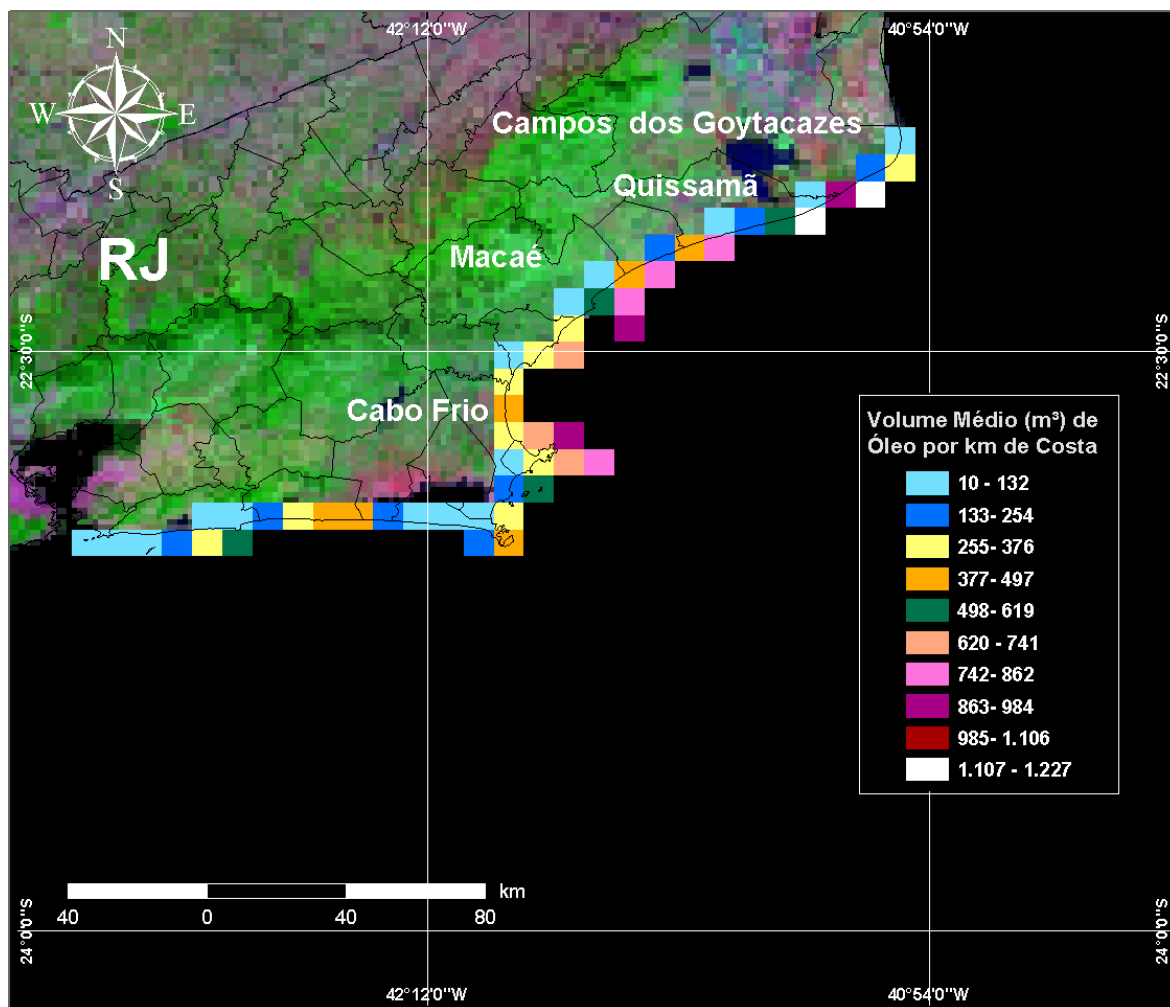 42°12'0"W
40°54'0"W
N
W
E
S
Campos dos Goytacazes
Quissamã
RJ
Macaé
22°30'0"S
22°30'0"S
Cabo Frio
Volume Médio (m³) de
Óleo por km de Costa
10 - 132
133- 254
255- 376
377- 497
498- 619
620 - 741
742- 862
863- 984
985- 1.106
1.107 - 1.227
km
40 0 40 80
24°0'0"S
24°0'0"S
42°12'0"W
40°54'0"W